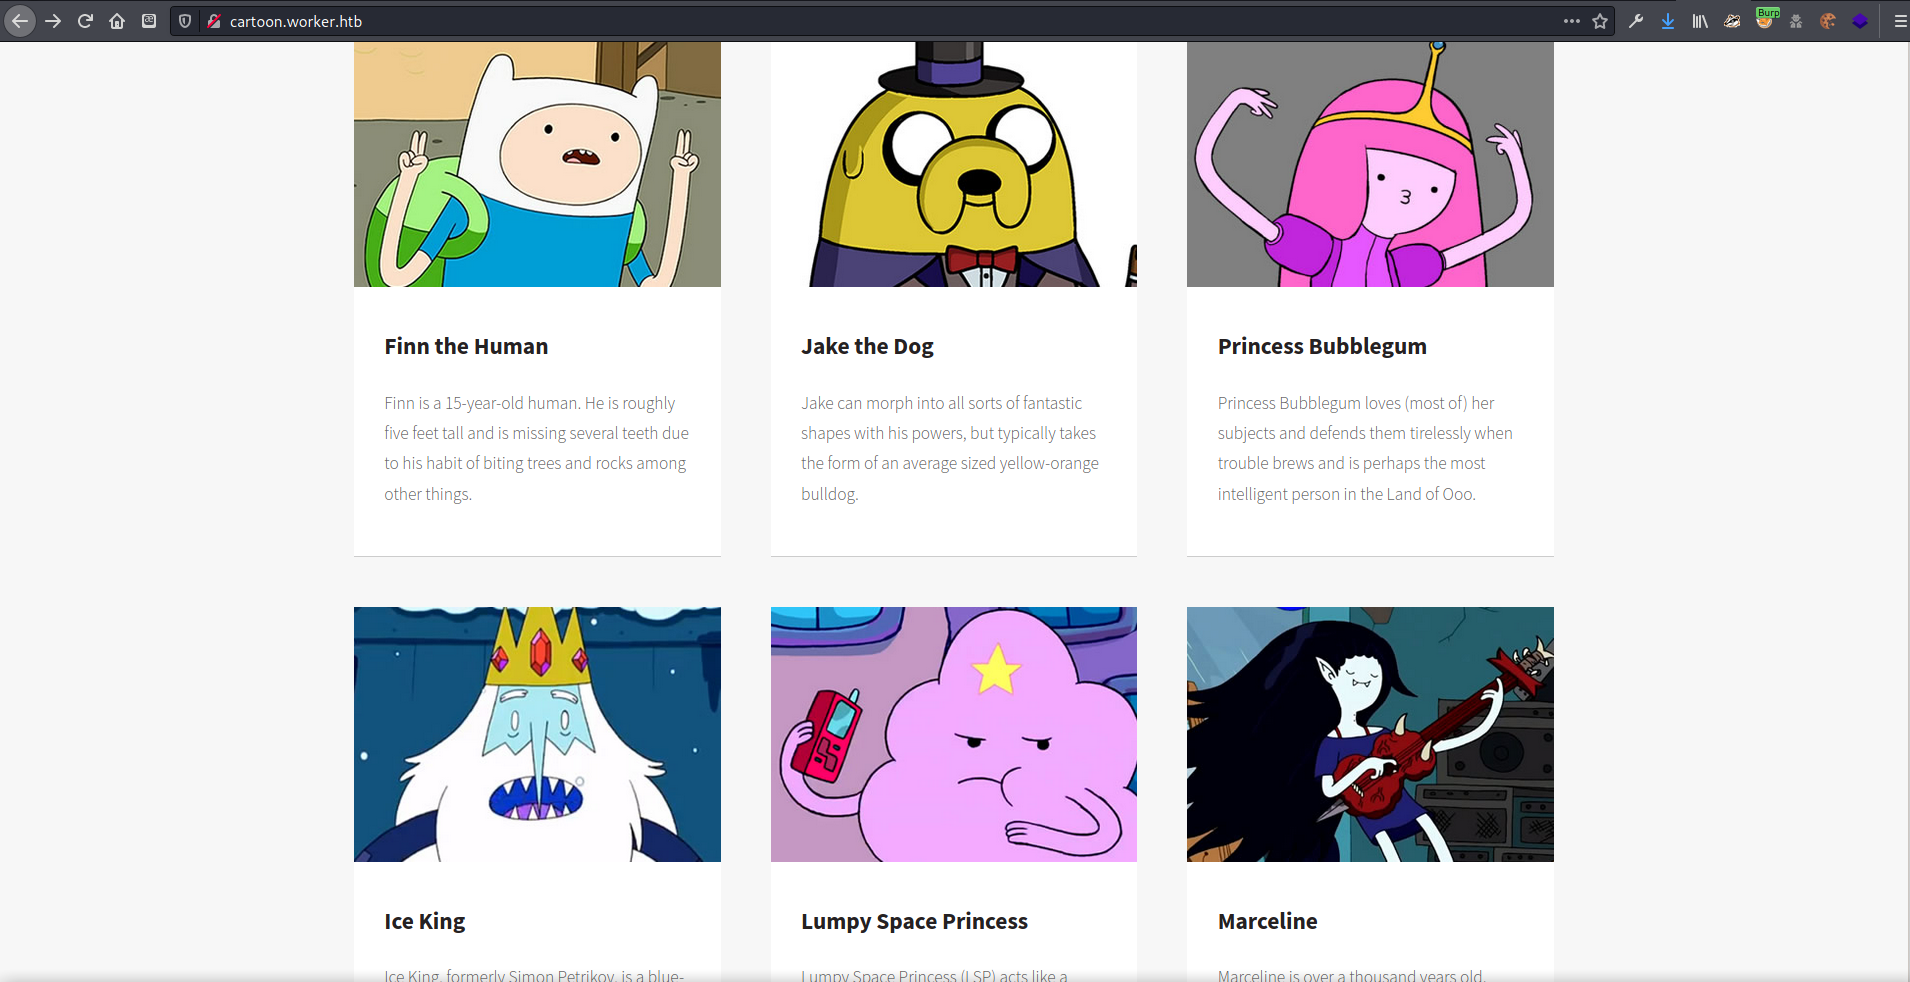 cartoon.worker.htb
Burp
Finn the Human
Jake the Dog
Princess Bubblegum
Finn is a 15-year-old human. He is roughly
five feet tall and is missing several teeth due
to his habit of biting trees and rocks among
other things.
Jake can morph into all sorts of fantastic
shapes with his powers, but typically takes
the form of an average sized yellow-orange
bulldog.
Princess Bubblegum loves (most of) her
subjects and defends them tirelessly when
trouble brews and is perhaps the most
intelligent person in the Land of Ooo.
Ice King
Lumpy Space Princess
Marceline
Ice King, formerly Simon Petrikov, is a blue-
Lumpy Space Princess (LSP) acts like a
Marceline is over a thousand years old.